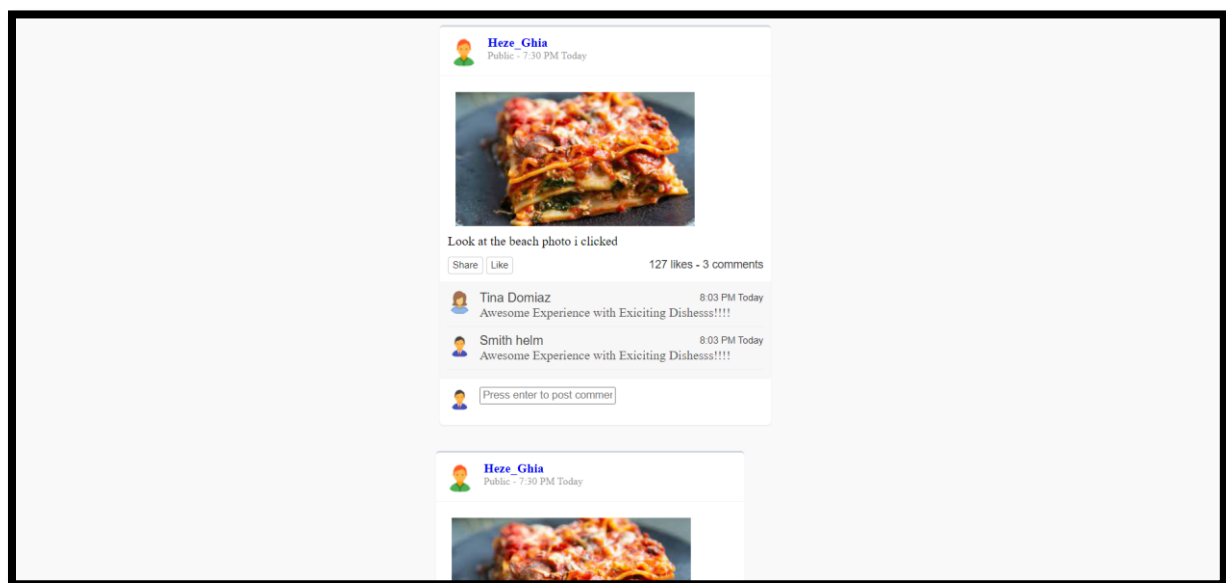 Heze_Ghia
Public - 7:30 PM Today
Look at the beach photo i clicked
Share Like 127 likes - 3 comments
Tina Domiaz 8:03 PM Today
Awesome Experience with Exiciting Dishesss!!!!
Smith helm 8:03 PM Today
Awesome Experience with Exiciting Dishesss!!!!
Press enter to post commer
Heze_Ghia
Public - 7:30 PM Today